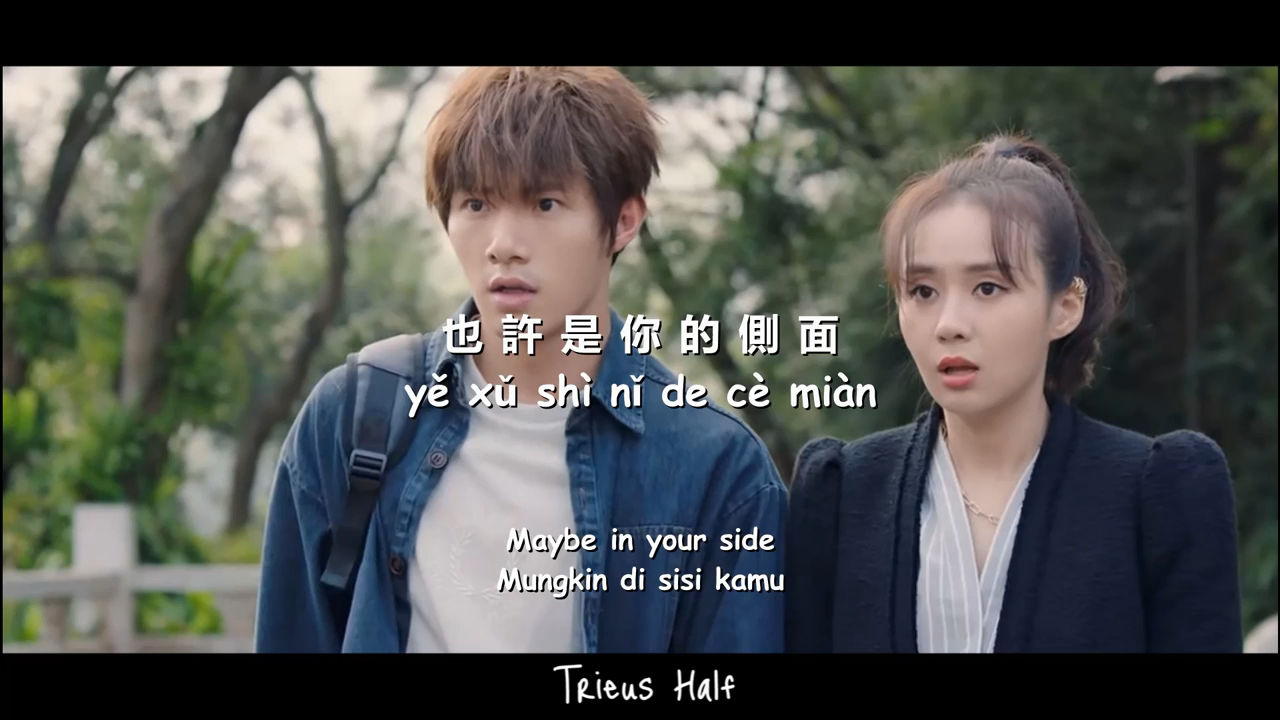 也許是你的側面
yě xǔ shì nǐ de cè miàn
Maybe in your side
Mungkin di sisi kamu
Trieus Half